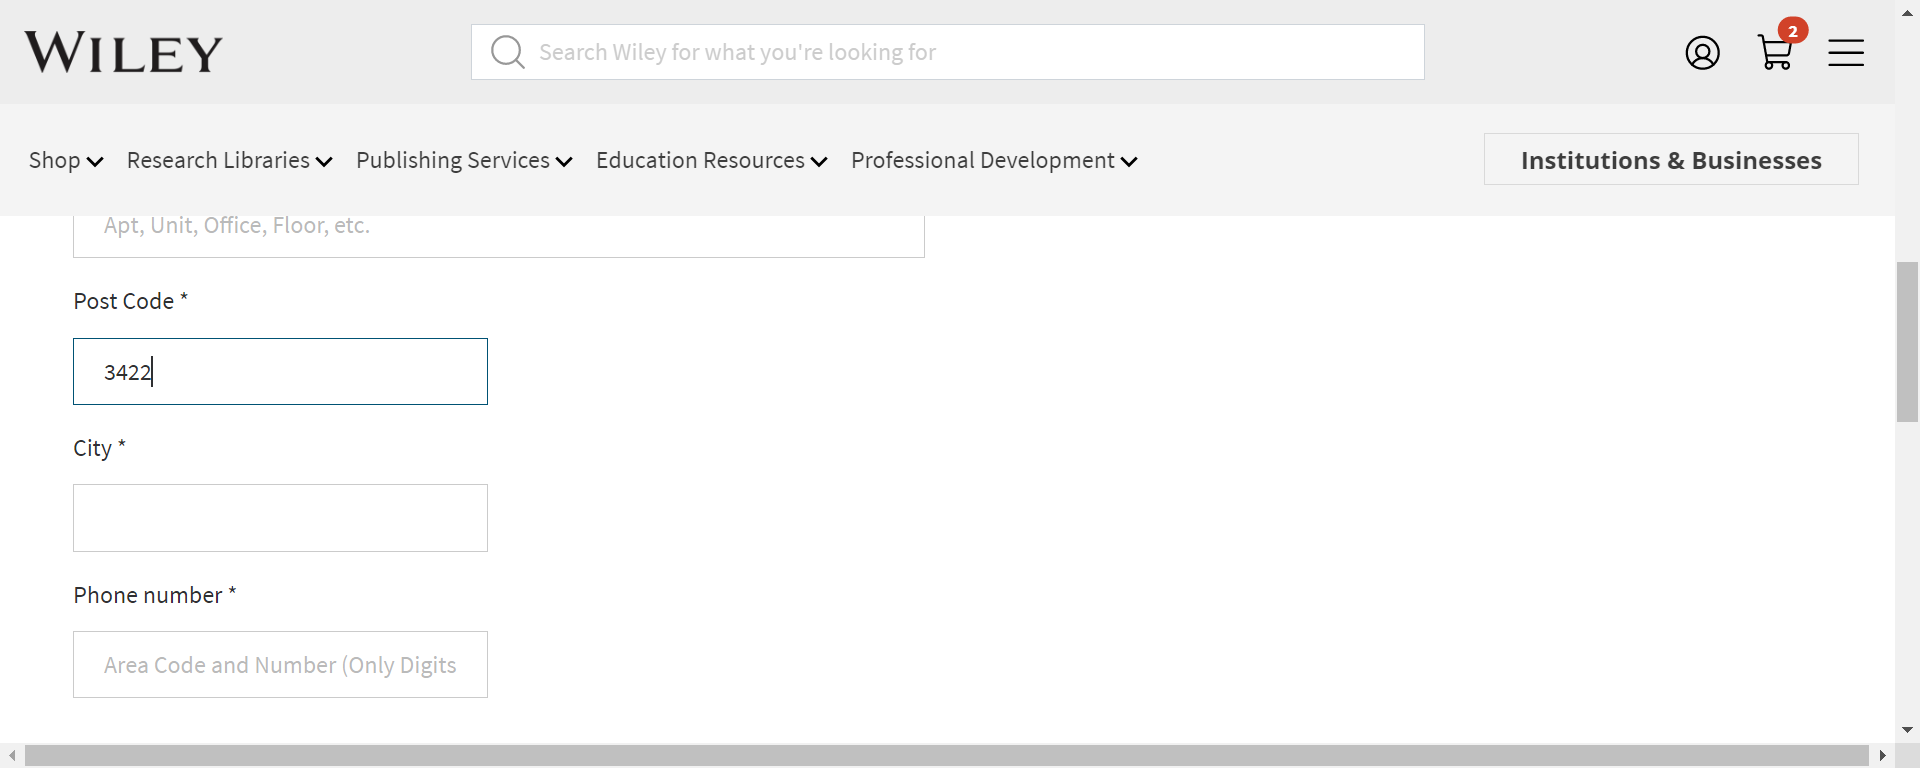 WILEY
Search Wiley for what you're looking for
2
Shop
Research Libraries
Publishing Services
Education Resources
Professional Development
Institutions & Businesses
Apt, Unit, Office, Floor, etc.
Post Code *
3422
City *
Phone number *
Area Code and Number (Only Digits